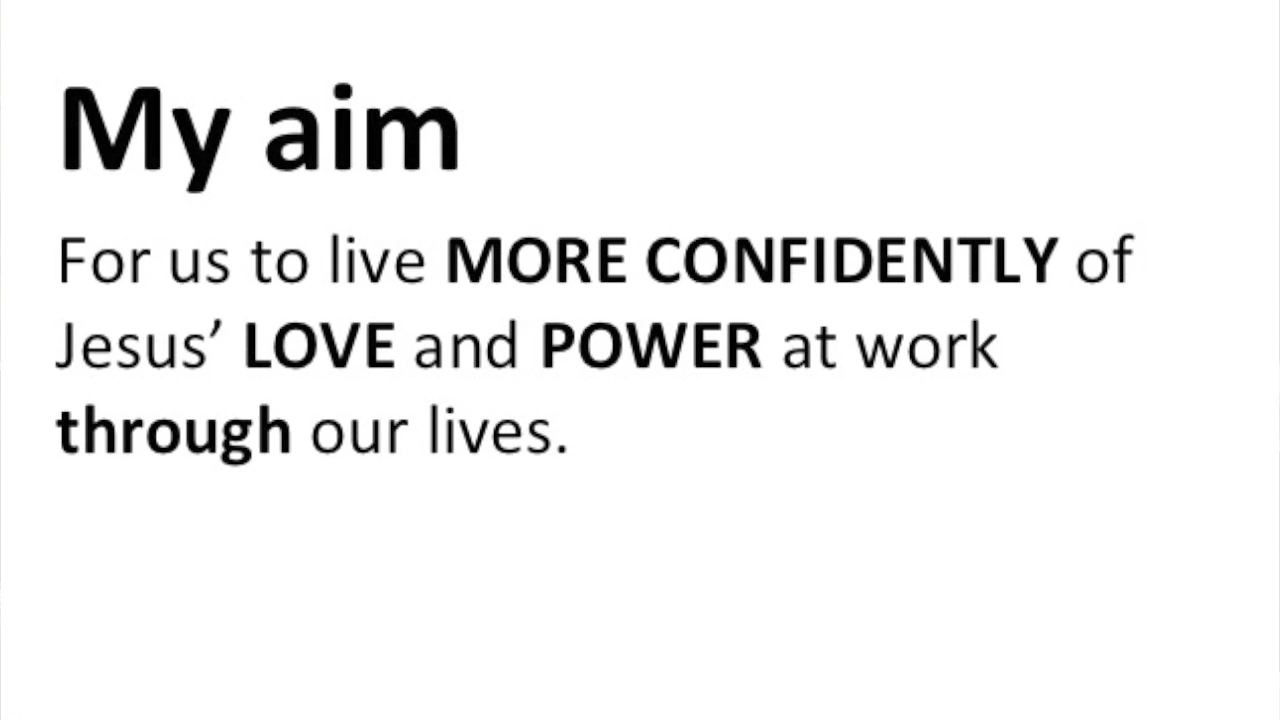 My aim
For us to live MORE CONFIDENTLY of
Jesus’ LOVE and POWER at work
through our lives.